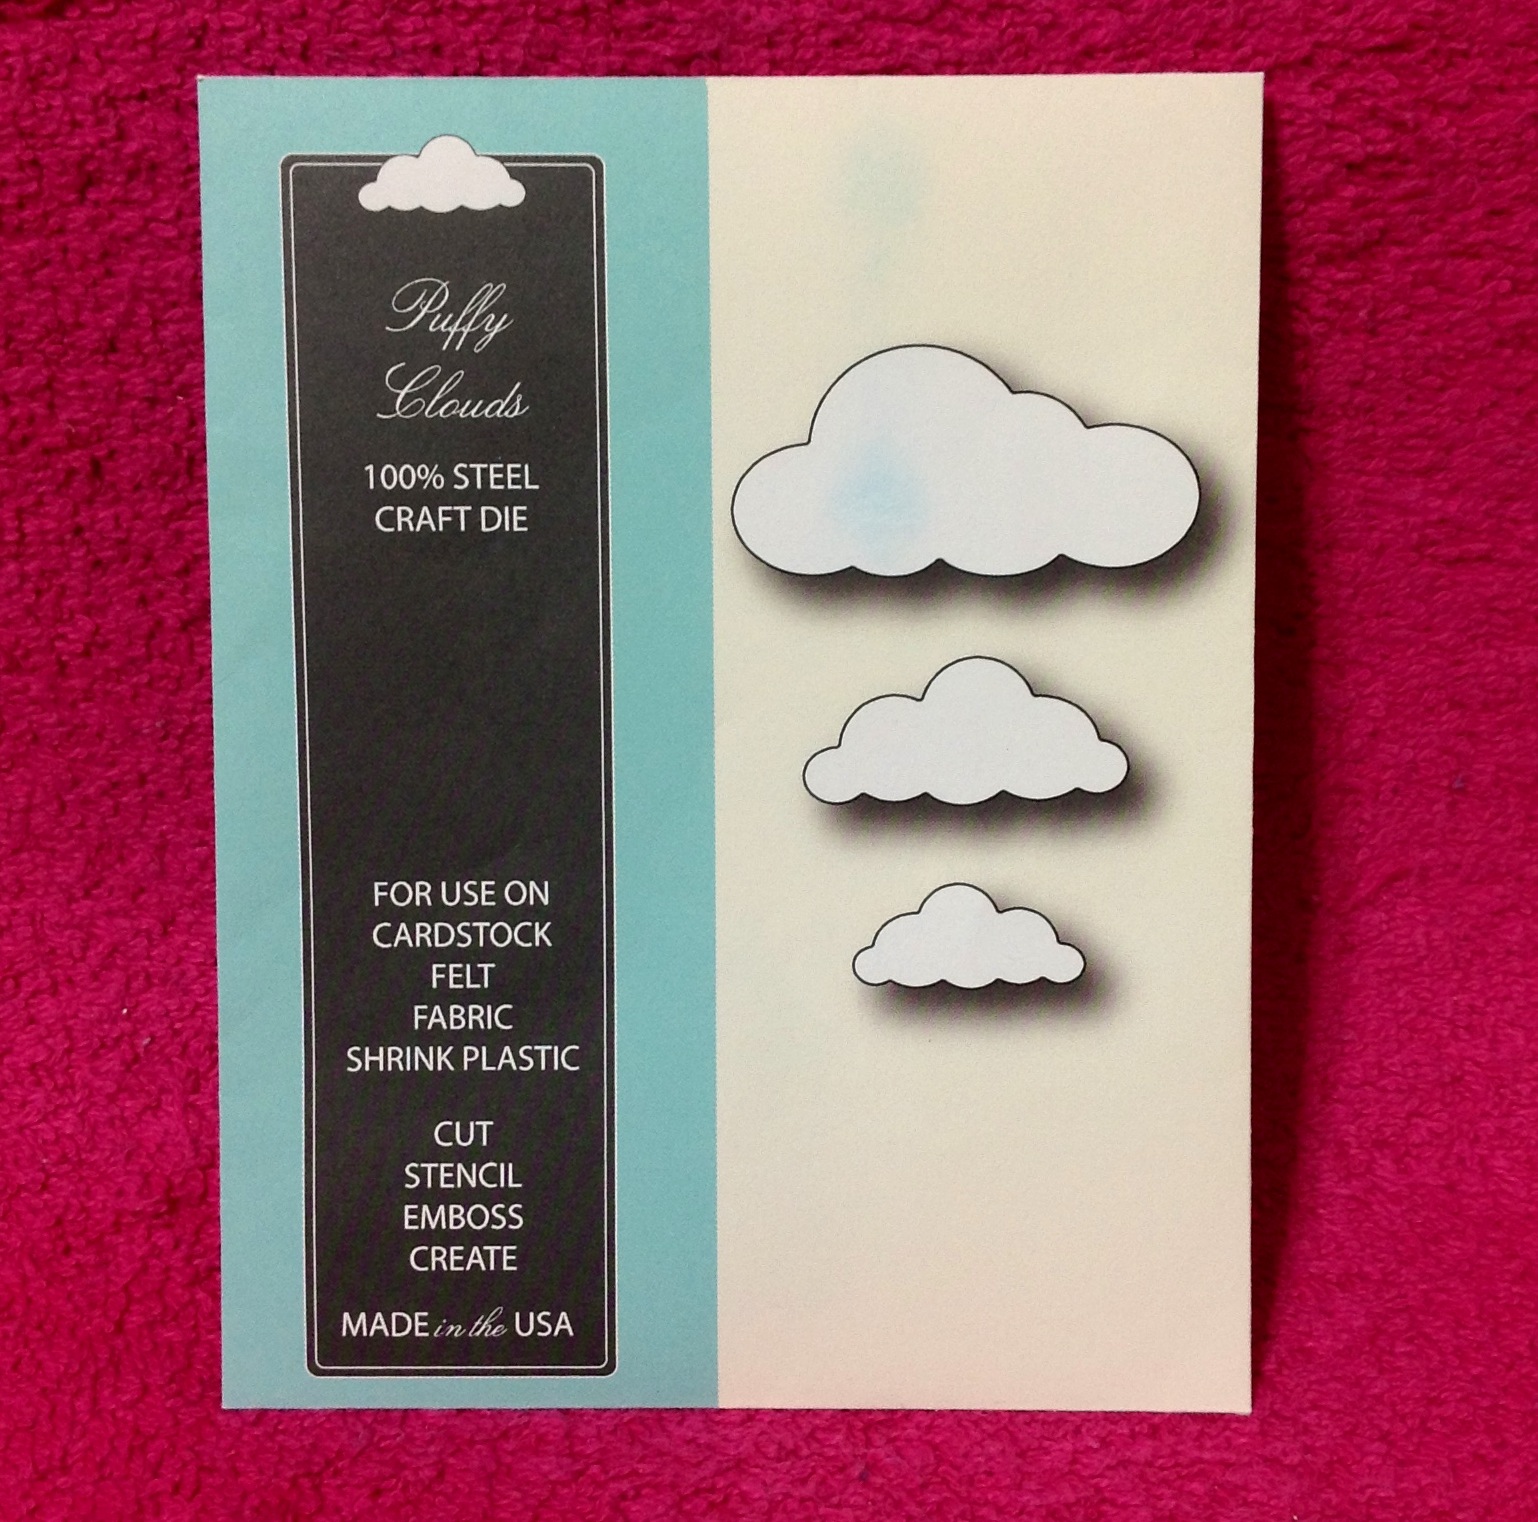 Puffy
Clouds
100% STEEL
CRAFT DIE
FOR USE ON
CARDSTOCK
FELT
FABRIC
SHRINK PLASTIC
CUT
STENCIL
EMBOSS
CREATE
MADE in the USA